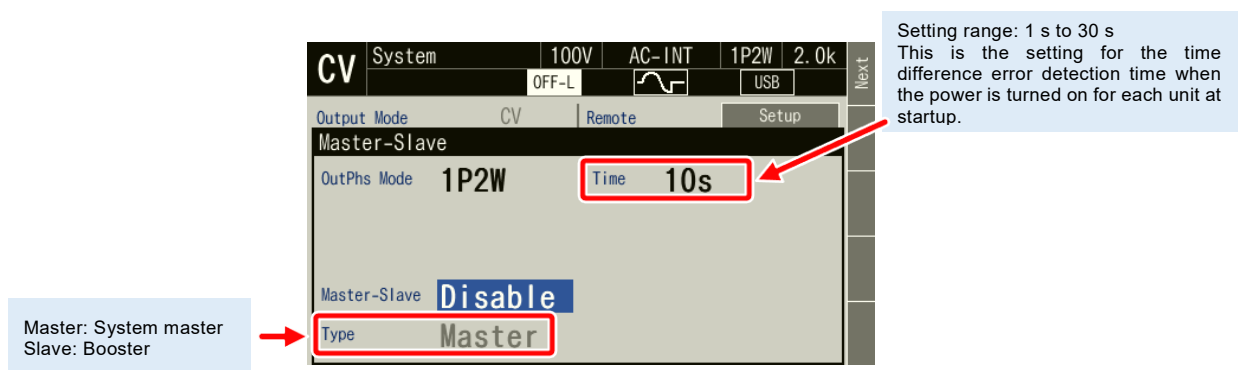 Setting range: 1 s to 30 s
This is the setting for the time
difference error detection time when
the power is turned on for each unit at
startup.
CV System 100V AC-INT 1P2W 2.0k
OFF-L USB
Next
Output Mode CV Remote Setup
Master-Slave
OutPhs Mode 1P2W Time 10s
Master-Slave Disable
Type Master
Master: System master
Slave: Booster